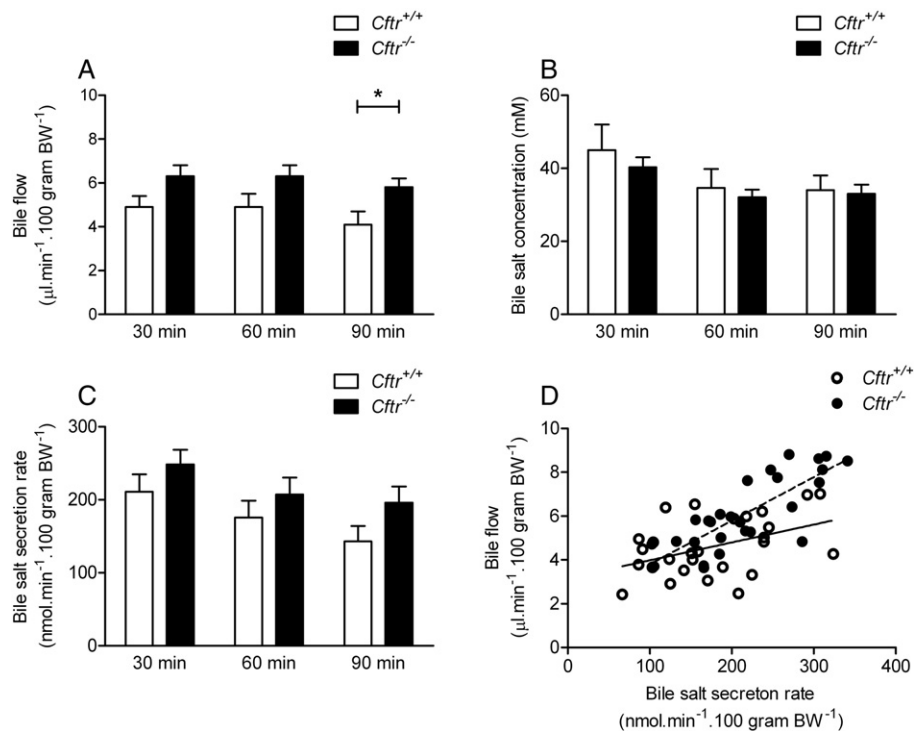 A
Cftr+/+
Cftr-/-
Bile flow
(µl.min-1.100 gram BW-1)
10
8
6
4
2
0
*
30 min
60 min
90 min
B
Cftr+/+
Cftr-/-
Bile salt concentration (mM)
60
40
20
0
30 min
60 min
90 min
C
Cftr+/+
Cftr-/-
Bile salt secretion rate
(nmol.min-1.100 gram BW-1)
300
200
100
0
30 min
60 min
90 min
D
Cftr+/+
Cftr-/-
Bile flow
(µl.min-1.100 gram BW-1)
10
8
6
4
2
0
0
100
200
300
400
Bile salt secreton rate
(nmol.min-1.100 gram BW-1)